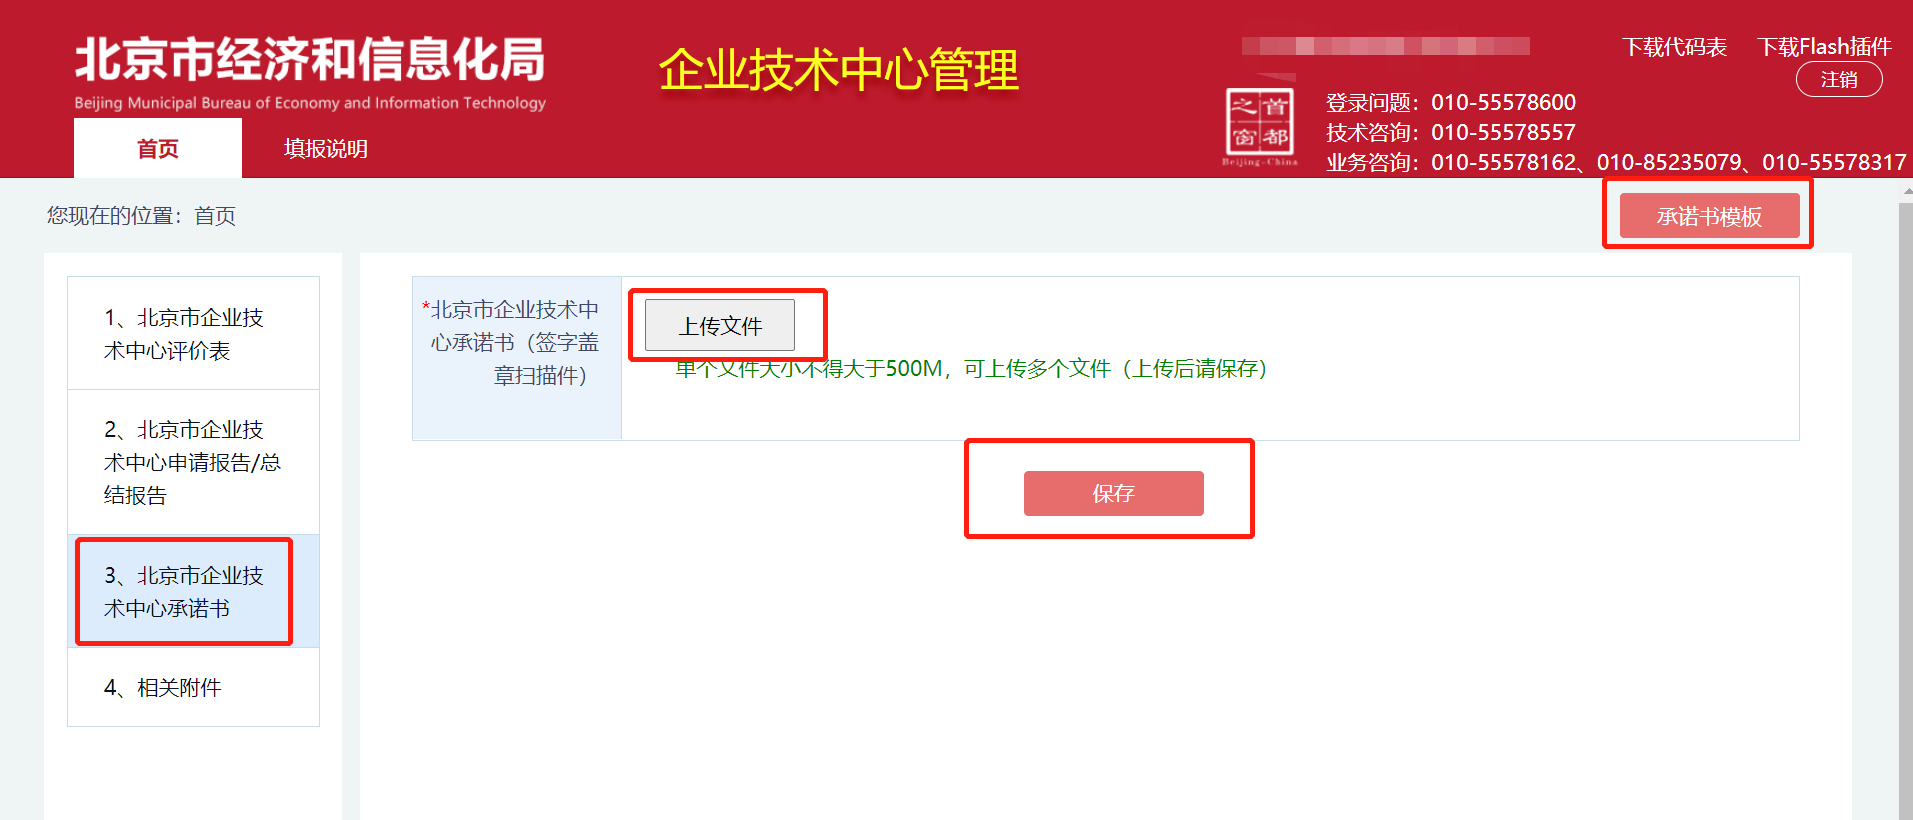 北京市经济和信息化局
Beijing Municipal Bureau of Economy and Information Technology
企业技术中心管理
下载代码表
下载Flash插件
注销
首都之窗
Beijing-China
登录问题：010-55578600
技术咨询：010-55578557
业务咨询：010-55578162、010-85235079、010-55578317
首页
填报说明
您现在的位置：首页
承诺书模板
1、北京市企业技
术中心评价表
2、北京市企业技
术中心申请报告/总
结报告
3、北京市企业技
术中心承诺书
4、相关附件
*北京市企业技术中
心承诺书（签字盖
章扫描件）
上传文件
单个文件大小不得大于500M，可上传多个文件（上传后请保存）
保存